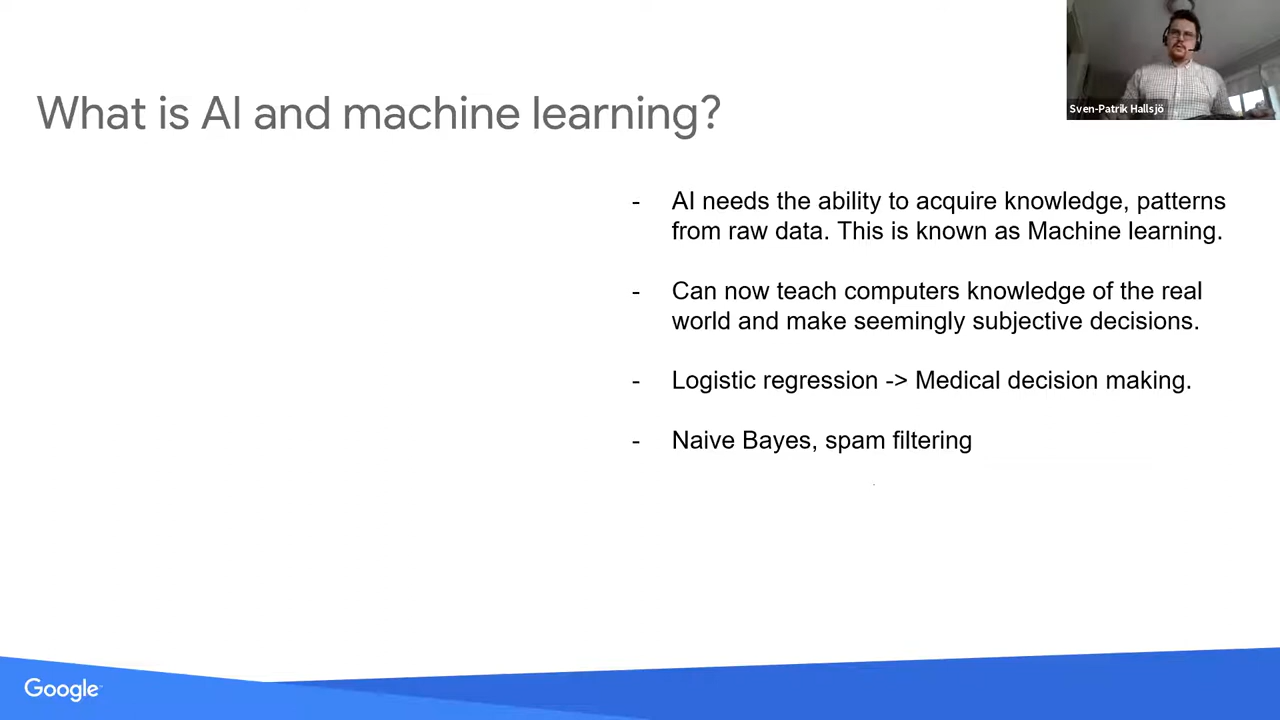 Sven-Patrik Hallsjö
What is AI and machine learning?
- AI needs the ability to acquire knowledge, patterns
from raw data. This is known as Machine learning.
- Can now teach computers knowledge of the real
world and make seemingly subjective decisions.
- Logistic regression -> Medical decision making.
- Naive Bayes, spam filtering
Google